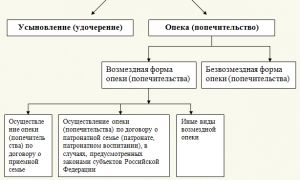 Усыновление (удочерение)
Опека (попечительство)
Возмездная форма
опеки (попечительства)
Безвозмездная форма
опеки (попечительства)
Осуществле
ние опеки
(попечитель
ства) по
договору о
приемной
семье
Осуществление опеки
(попечительства) по договору о
патронатной семье (патронате,
патронатном воспитании), в
случаях, предусмотренных
законами субъектов Российской
Федерации
Иные виды
возмездной
опеки